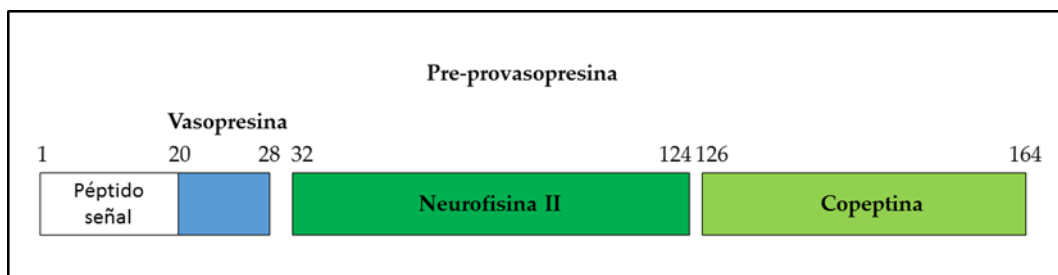 Pre-provasopresina
Vasopresina
1 20 28 32 124 126 164
Péptido
señal
Neurofisina II
Copeptina